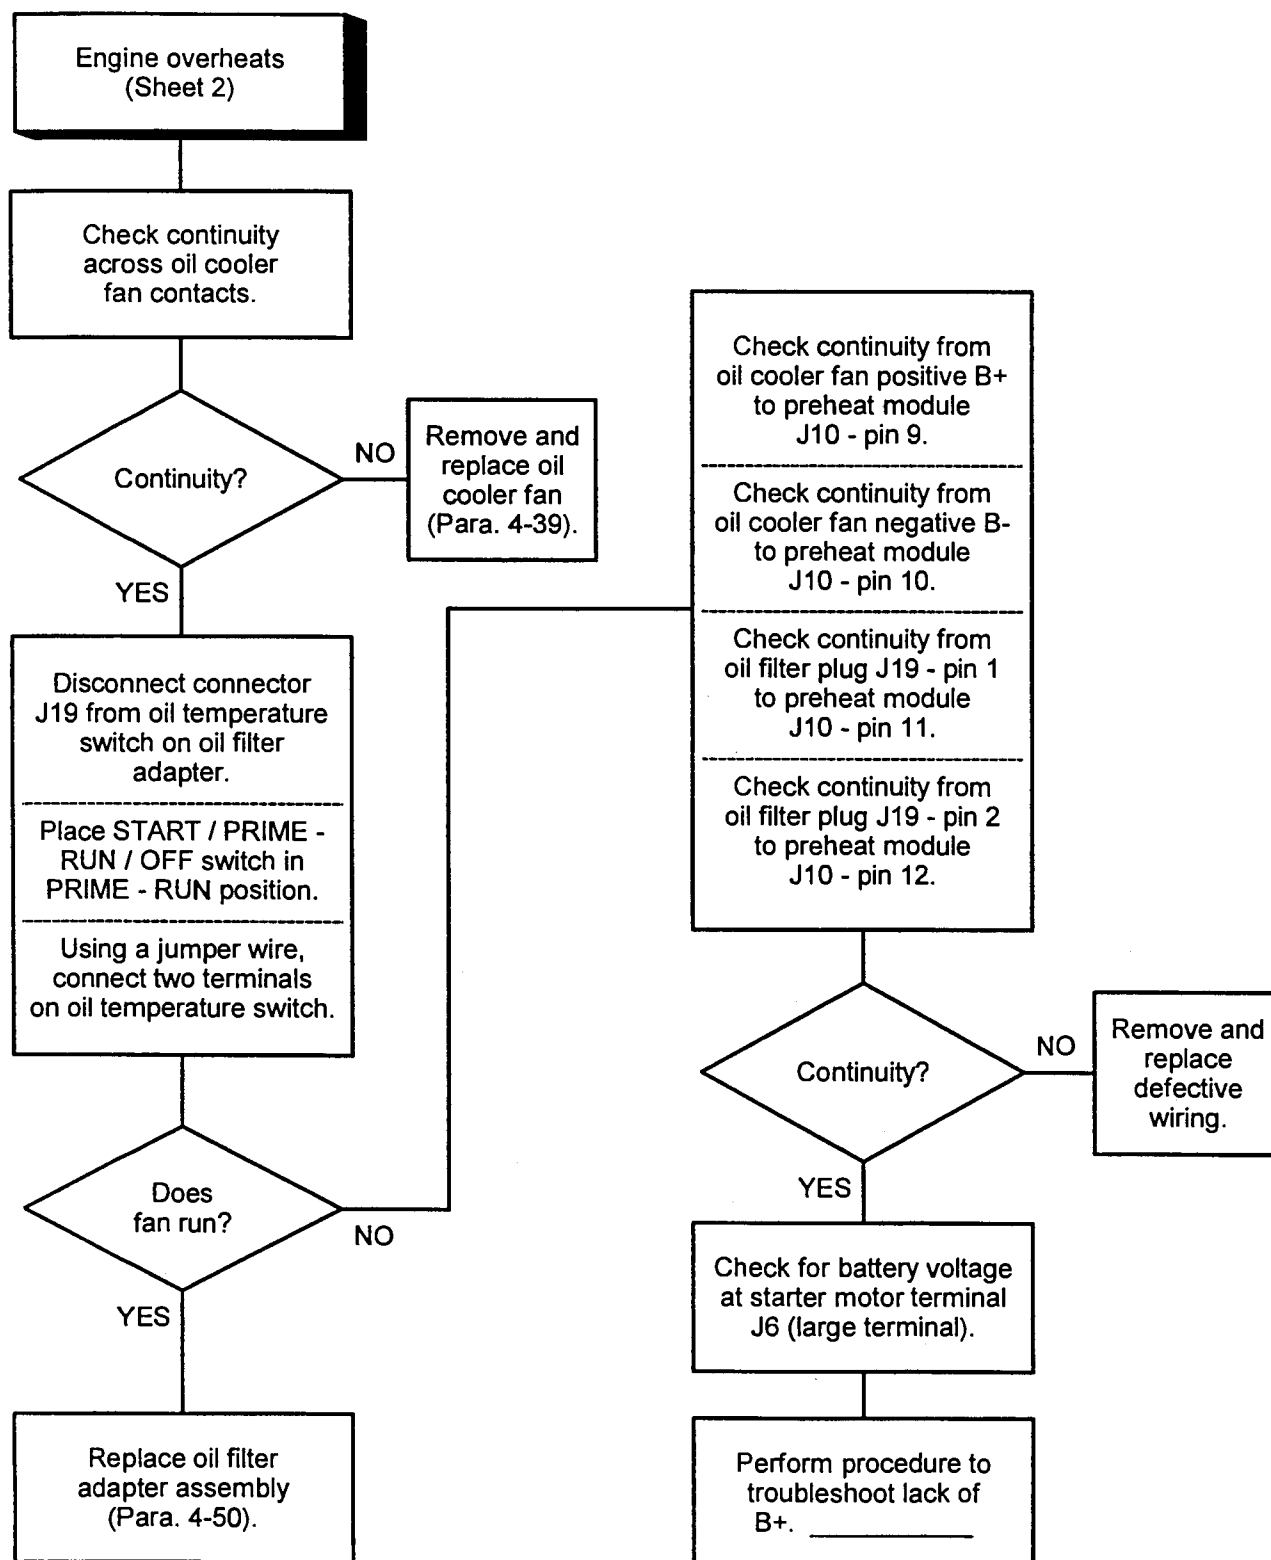 Engine overheats
(Sheet 2)
Check continuity
across oil cooler
fan contacts.
Continuity?
NO
Remove and
replace oil
cooler fan
(Para. 4-39).
YES
Disconnect connector
J19 from oil temperature
switch on oil filter
adapter.
Place START / PRIME -
RUN / OFF switch in
PRIME - RUN position.
Using a jumper wire,
connect two terminals
on oil temperature switch.
Does
fan run?
NO
YES
Replace oil filter
adapter assembly
(Para. 4-50).
Check continuity from
oil cooler fan positive B+
to preheat module
J10 - pin 9.
Check continuity from
oil cooler fan negative B-
to preheat module
J10 - pin 10.
Check continuity from
oil filter plug J19 - pin 1
to preheat module
J10 - pin 11.
Check continuity from
oil filter plug J19 - pin 2
to preheat module
J10 - pin 12.
Continuity?
NO
Remove and
replace
defective
wiring.
YES
Check for battery voltage
at starter motor terminal
J6 (large terminal).
Perform procedure to
troubleshoot lack of
B+.